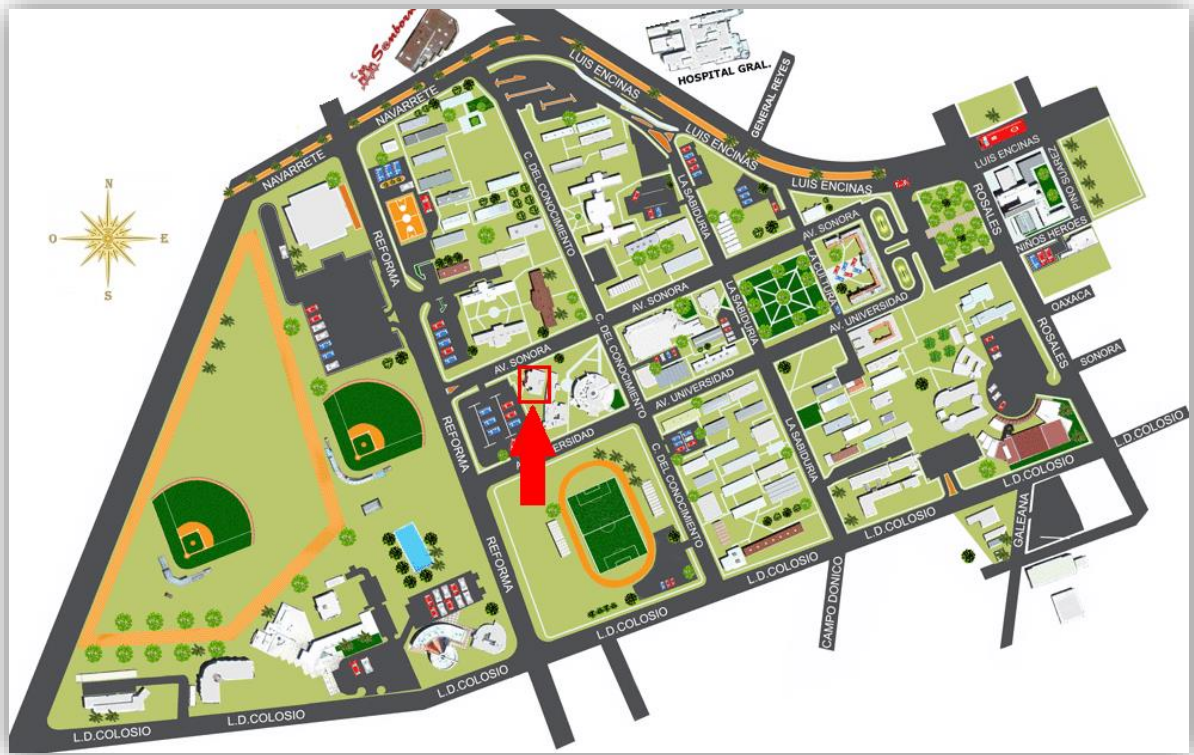 Sanborns
HOSPITAL GRAL.
LUIS ENCINAS
NAVARRETE
GENERAL REYES
NAVARRETE
LUIS ENCINAS
LUIS ENCINAS
LUIS ENCINAS
PINO SUAREZ
C. DEL CONOCIMIENTO
LA SABIDURIA
ROSALES
N
O
E
S
REFORMA
AV. SONORA
NIÑOS HEROES
LA CULTURA
AV. SONORA
LA SABIDURIA
AV. UNIVERSIDAD
OAXACA
C. DEL CONOCIMIENTO
ROSALES
SONORA
AV. SONORA
AV. UNIVERSIDAD
REFORMA
UNIVERSIDAD
LA SABIDURIA
L.D.COLOSIO
C. DEL CONOCIMIENTO
L.D.COLOSIO
L.D.COLOSIO
GALEANA
REFORMA
L.D.COLOSIO
CAMPO DONICO
L.D.COLOSIO
L.D.COLOSIO
L.D.COLOSIO
L.D.COLOSIO